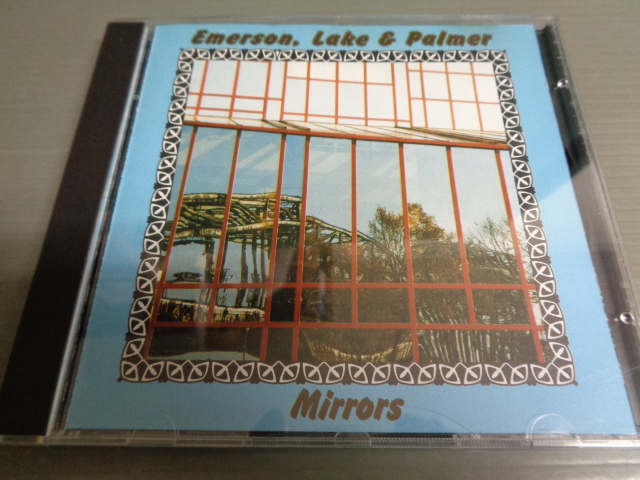 Emerson, Lake & Palmer
Mirrors